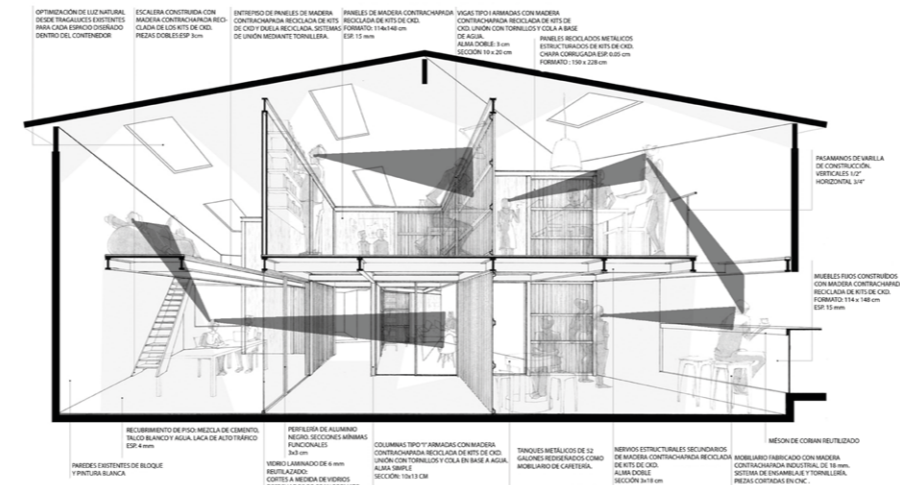 OPTIMIZACIÓN DE LUZ NATURAL
DESDE TRAGALUCES EXISTENTES
PARA CADA ESPACIO DISEÑADO
DENTRO DEL CONTENEDOR
ESCALERA CONSTRUIDA CON
MADERA CONTRACHAPADA RECI-
CLADA DE LOS KITS DE CKD.
PIEZAS DOBLES:ESP 3cm
ENTREPISO DE PANELES DE MADERA
CONTRACHAPADA RECICLADA DE KITS
DE CKD Y DUELA RECICLADA. SISTEMAS
DE UNIÓN MEDIANTE TORNILLERA.
PANELES DE MADERA CONTRACHAPADA
RECICLADA DE KITS DE CKD.
FORMATO: 114x148 cm
ESP. 15 mm
VIGAS TIPO I ARMADAS CON MADERA
CONTRACHAPADA RECICLADA DE KITS DE
CKD. UNIÓN CON TORNILLOS Y COLA A BASE
DE AGUA.
ALMA DOBLE: 3 cm
SECCIÓN 10 x 20 cm
PANELES RECICLADOS METÁLICOS
ESTRUCTURADOS DE KITS DE CKD.
CHAPA CORRUGADA ESP. 0.05 cm
FORMATO : 150 x 228 cm
PASAMANOS DE VARILLA
DE CONSTRUCCIÓN.
VERTICALES 1/2"
HORIZONTAL 3/4"
MUEBLES FIJOS CONSTRUÍDOS
CON MADERA CONTRACHAPAD
RECICLADA DE KITS DE CKD.
FORMATO: 114 x 148 cm
ESP. 15 mm
RECUBRIMIENTO DE PISO: MEZCLA DE CEMENTO,
TALCO BLANCO Y AGUA. LACA DE ALTO TRÁFICO
ESP. 4 mm
PAREDES EXISTENTES DE BLOQUE
Y PINTURA BLANCA
PERFILERÍA DE ALUMINIO
NEGRO. SECCIONES MÍNIMAS
FUNCIONALES
3x3 cm
VIDRIO LAMINADO DE 6 mm
REUTILAZADO:
CORTES A MEDIDA DE VIDRIOS
COLUMNAS TIPO "I" ARMADAS CON MADERA
CONTRACHAPADA RECICLADA DE KITS DE CKD.
UNIÓN CON TORNILLOS Y COLA EN BASE A AGUA.
ALMA SIMPLE
SECCIÓN: 10x13 CM
TANQUES METÁLICOS DE 52
GALONES REDISEÑADOS COMO
MOBILIARIO DE CAFETERÍA.
NERVIOS ESTRUCTURALES SECUNDARIOS
DE MADERA CONTRACHAPADA RECICLADA
DE KITS DE CKD.
ALMA DOBLE
SECCIÓN 3x18 cm
MÉSON DE CORIAN REUTILIZADO
MOBILIARIO FABRICADO CON MADERA
CONTRACHAPADA INDUSTRIAL DE 18 mm.
SISTEMA DE ENSAMBLAJE Y TORNILLERÍA.
PIEZAS CORTADAS EN CNC .